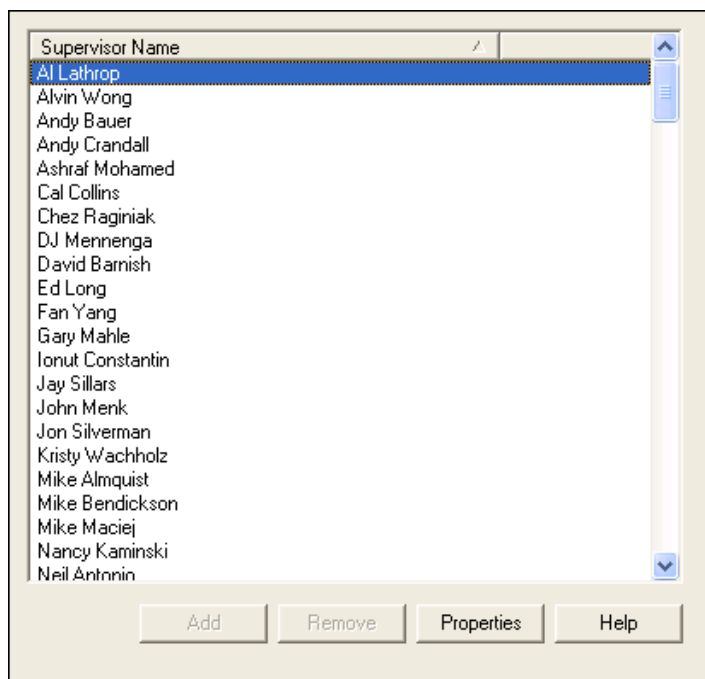 Supervisor Name
Al Lathrop
Alvin Wong
Andy Bauer
Andy Crandall
Ashraf Mohamed
Cal Collins
Chez Raginiak
DJ Mennenga
David Barnish
Ed Long
Fan Yang
Gary Mahle
Ionut Constantin
Jay Sillars
John Menk
Jon Silverman
Kristy Wachholz
Mike Almquist
Mike Bendickson
Mike Maciej
Nancy Kaminski
Neil Antonio
Add Remove Properties Help